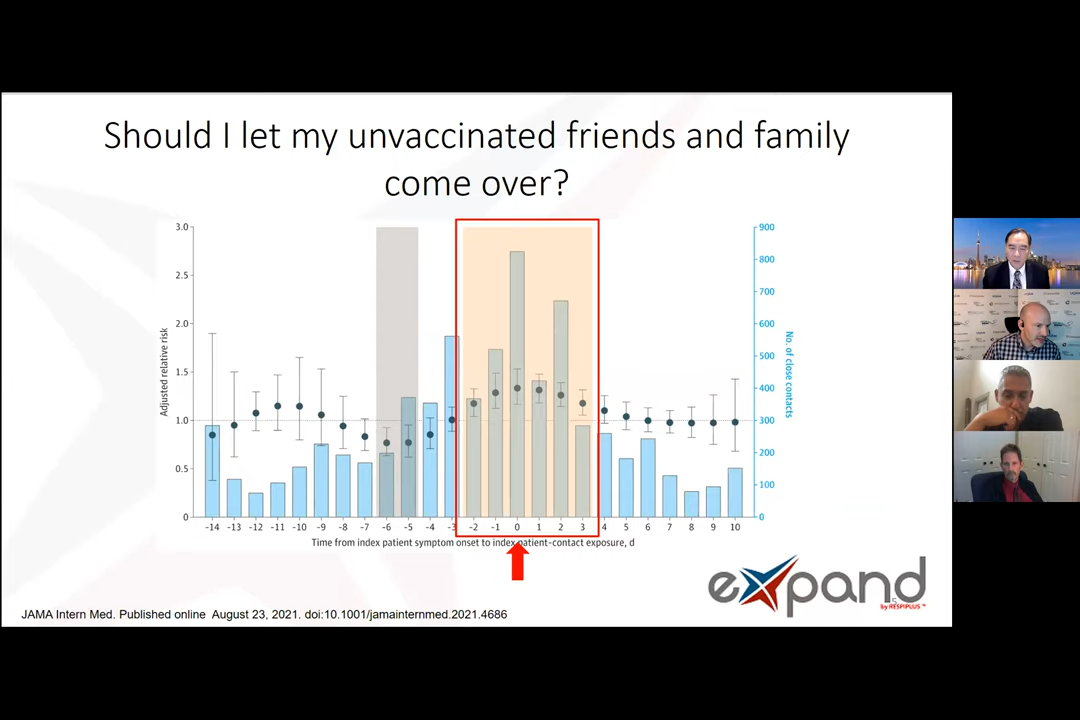 Should I let my unvaccinated friends and family
come over?
3.0
2.5
2.0
1.5
1.0
0.5
0
Adjusted relative risk
900
800
700
600
500
400
300
200
100
0
No. of close contacts
-14 -13 -12 -11 -10 -9 -8 -7 -6 -5 -4 -3 -2 -1 0 1 2 3 4 5 6 7 8 9 10
Time from index patient symptom onset to index patient-contact exposure, d
expand
by RESPIPLUS™
JAMA Intern Med. Published online August 23, 2021. doi:10.1001/jamainternmed.2021.4686